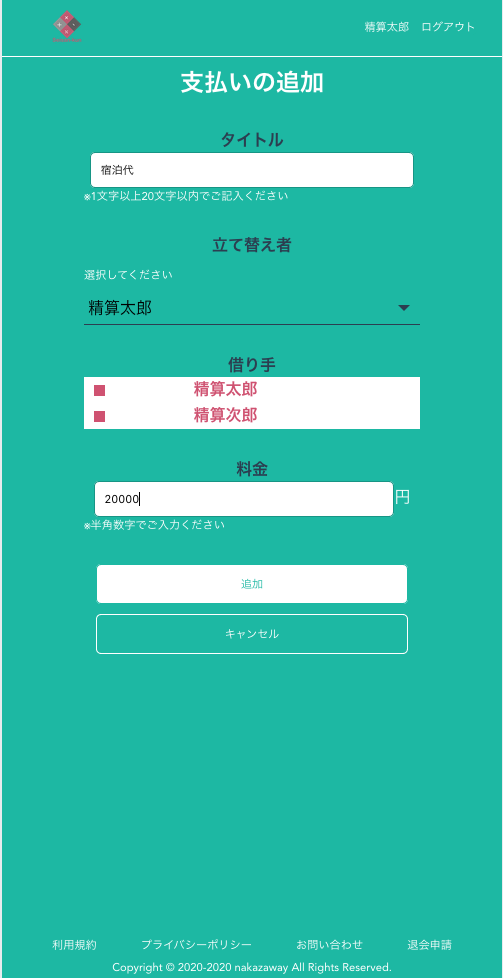 精算太郎 ログアウト
支払いの追加
タイトル
宿泊代
※1文字以上20文字以内でご記入ください
立て替え者
選択してください
精算太郎
借り手
精算太郎
精算次郎
料金
20000
円
※半角数字でご入力ください
追加
キャンセル
利用規約 プライバシーポリシー お問い合わせ 退会申請
Copyright © 2020-2020 nakazaway All Rights Reserved.